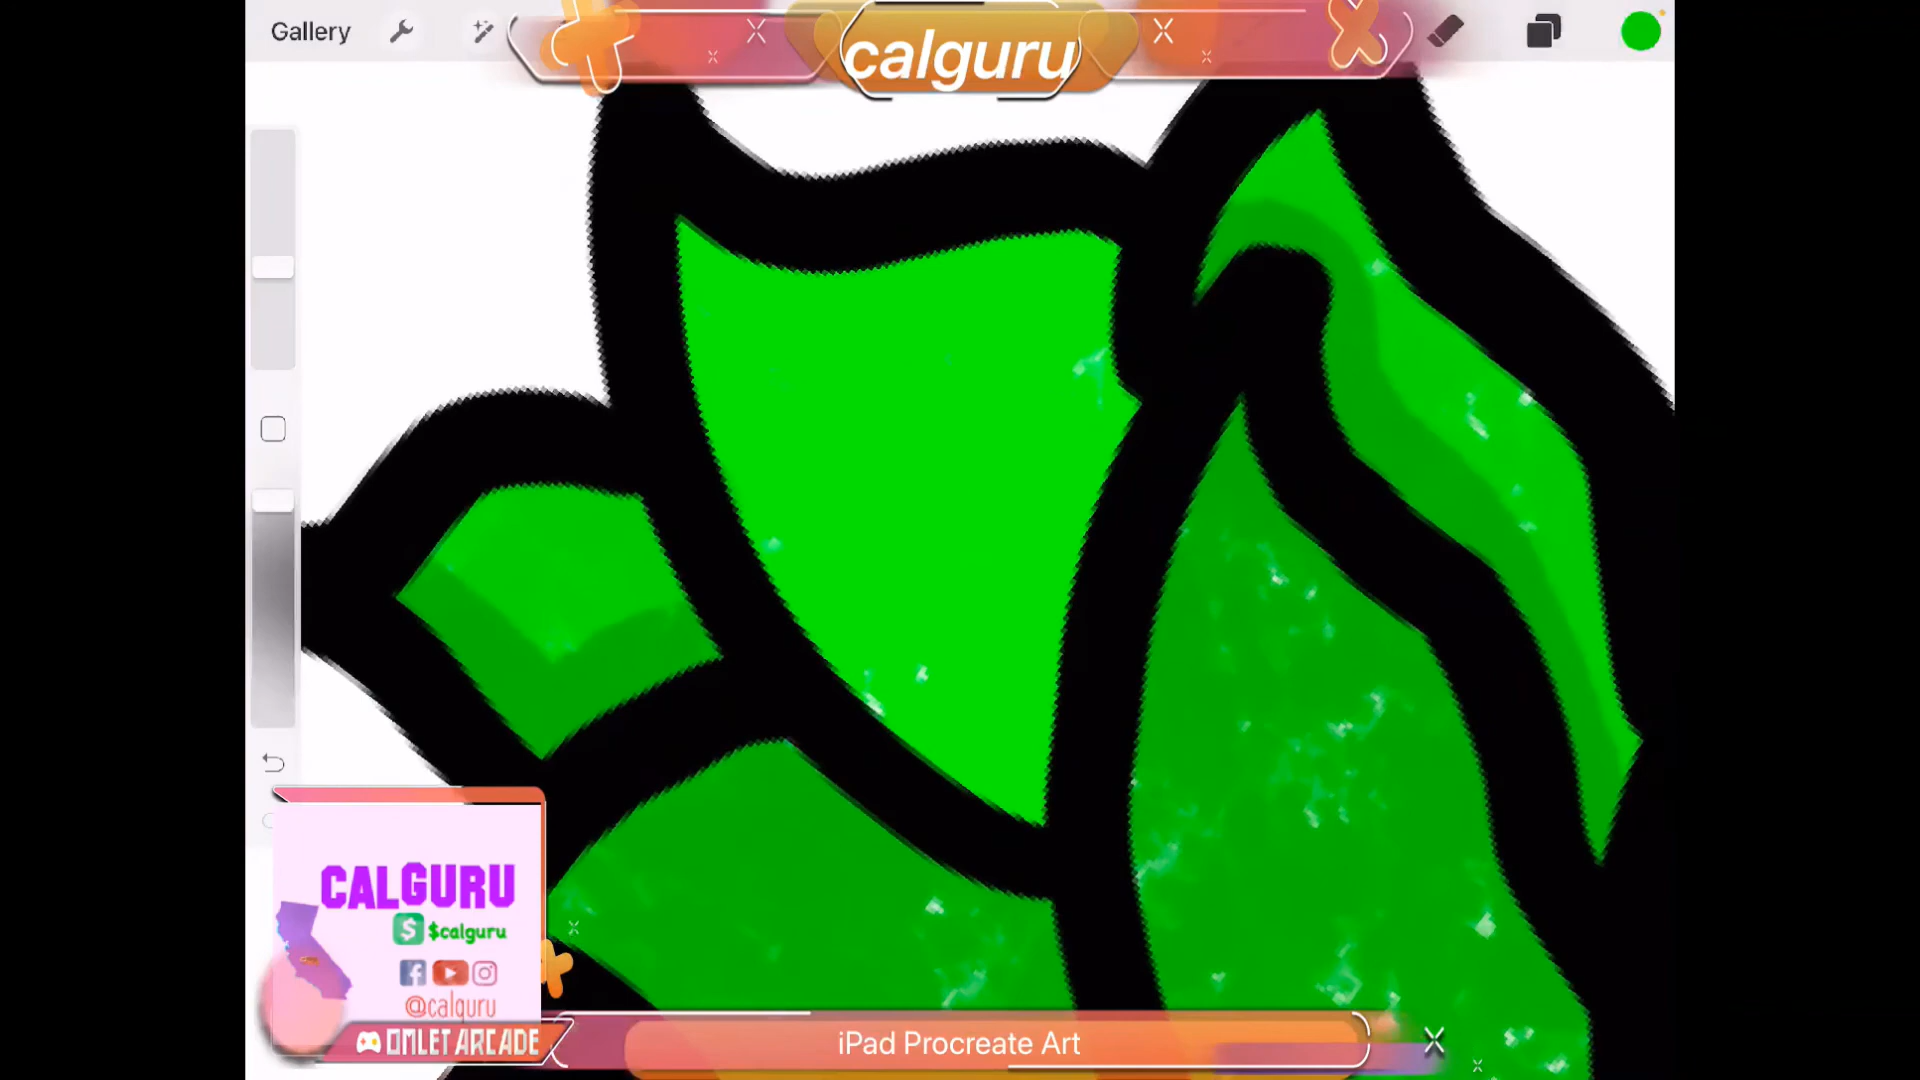 Gallery
calguru
CALGURU
$ $calguru
@calguru
OMLET ARCADE
iPad Procreate Art